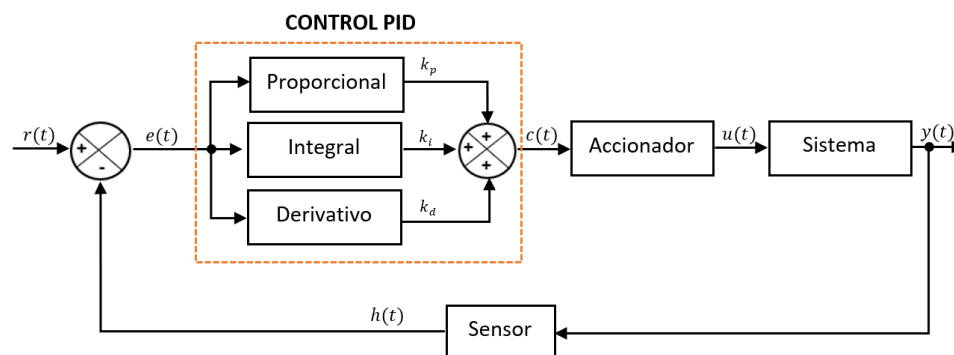 CONTROL PID
Proporcional
k_p
r(t)
+
-
e(t)
Integral
k_i
+
+
+
c(t)
Accionador
u(t)
Sistema
y(t)
Derivativo
k_d
h(t)
Sensor